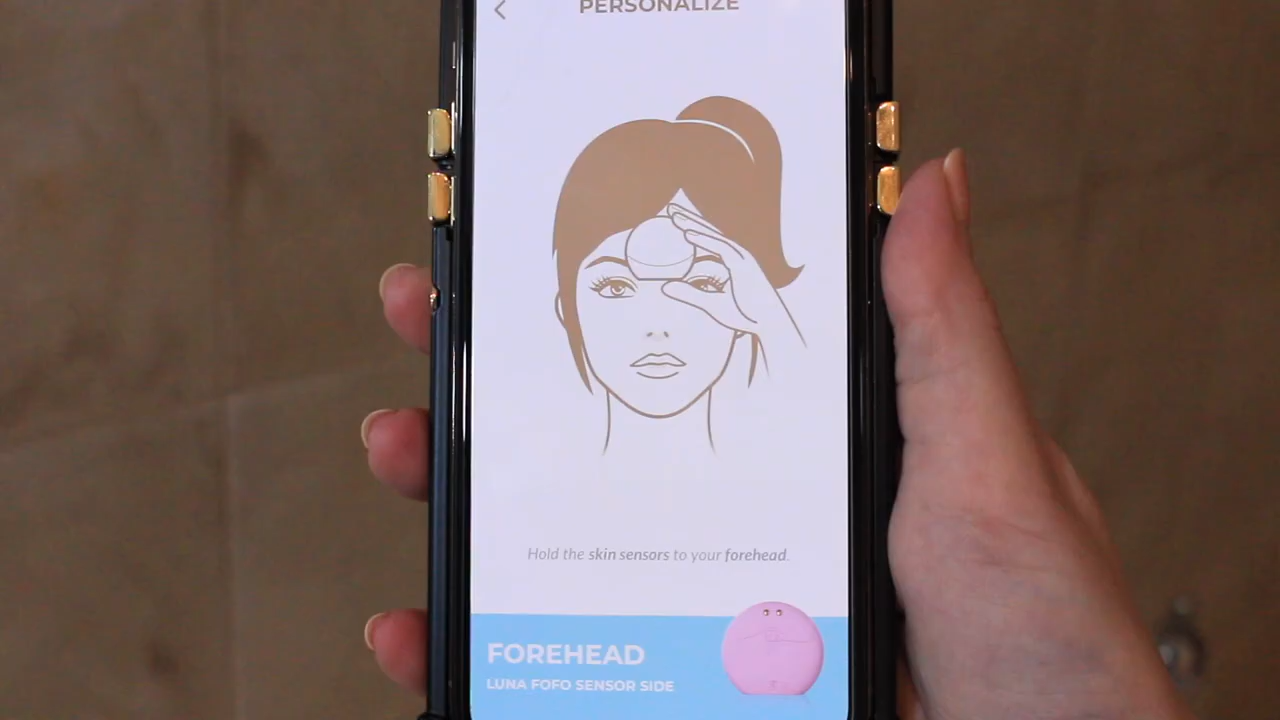 PERSONALIZE
Hold the skin sensors to your forehead.
FOREHEAD
LUNA FOFO SENSOR SIDE